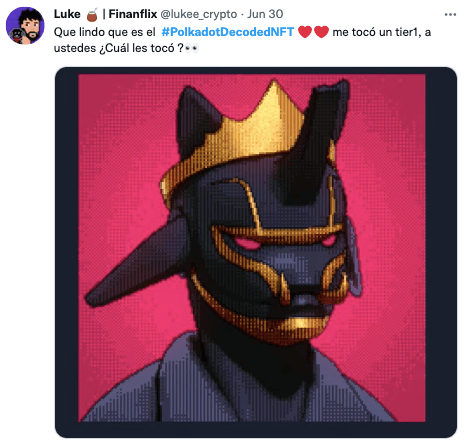 Luke 🧉 | Finanflix @lukee_crypto · Jun 30
Que lindo que es el #PolkadotDecodedNFT ❤️❤️ me tocó un tier1, a
ustedes ¿Cuál les tocó ?👀